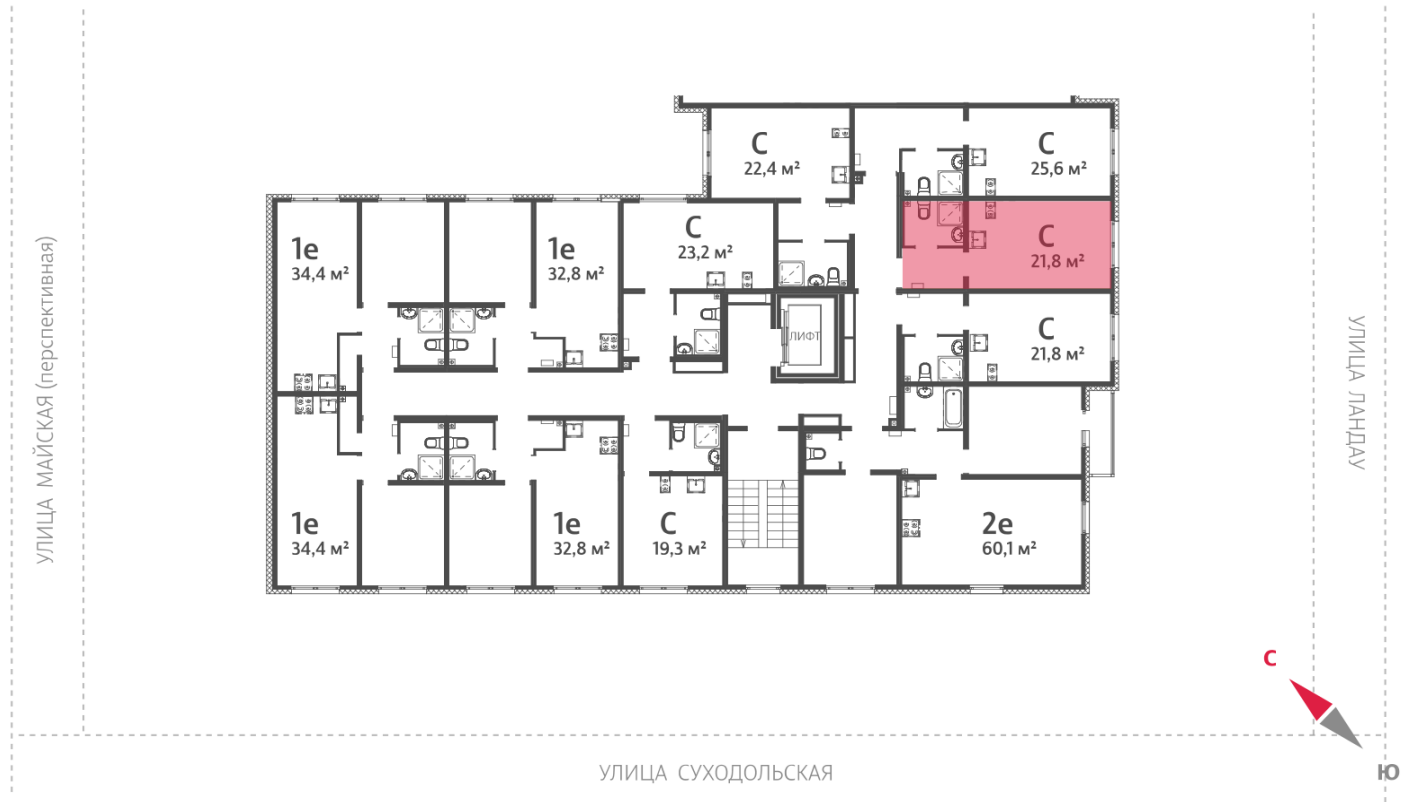 С
22,4 м²
С
25,6 м²
С
23,2 м²
С
21,8 м²
1е
34,4 м²
1е
32,8 м²
ЛИФТ
С
21,8 м²
1е
34,4 м²
1е
32,8 м²
С
19,3 м²
2е
60,1 м²
УЛИЦА МАЙСКАЯ (перспективная)
УЛИЦА ЛАНДАУ
УЛИЦА СУХОДОЛЬСКАЯ
С
Ю